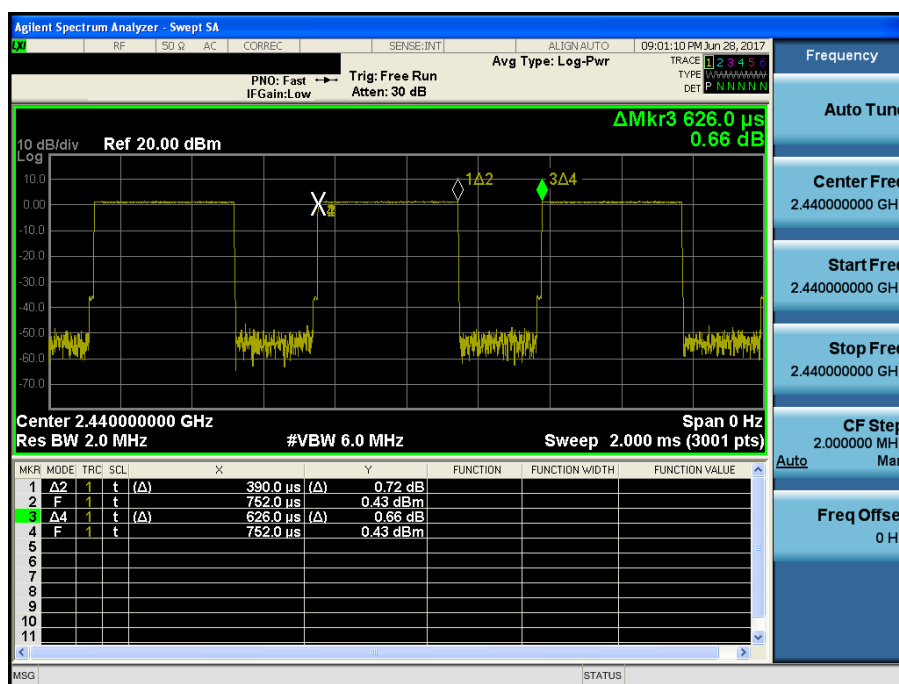 Agilent Spectrum Analyzer - Swept SA
LXI RF 50 Ω AC CORREC SENSE:INT ALIGN AUTO 09:01:10 PM Jun 28, 2017
Frequency
Avg Type: Log-Pwr
TRACE 1 2 3 4 5 6
TYPE WWWWWW
DET P N N N N N
PNO: Fast
IFGain:Low
Trig: Free Run
Atten: 30 dB
ΔMkr3 626.0 µs
0.66 dB
10 dB/div Ref 20.00 dBm
Log
10.0
0.00
-10.0
-20.0
-30.0
-40.0
-50.0
-60.0
-70.0
1Δ2
3Δ4
Center 2.440000000 GHz
Span 0 Hz
Res BW 2.0 MHz
#VBW 6.0 MHz
Sweep 2.000 ms (3001 pts)
MKR MODE TRC SCL X Y FUNCTION FUNCTION WIDTH FUNCTION VALUE
1 Δ2 1 t (Δ) 390.0 µs (Δ) 0.72 dB
2 F 1 t 752.0 µs 0.43 dBm
3 Δ4 1 t (Δ) 626.0 µs (Δ) 0.66 dB
4 F 1 t 752.0 µs 0.43 dBm
5
6
7
8
9
10
11
MSG
STATUS
Auto Tune
Center Freq
2.440000000 GH
Start Freq
2.440000000 GH
Stop Freq
2.440000000 GH
CF Step
2.000000 MH
Auto Man
Freq Offset
0 H